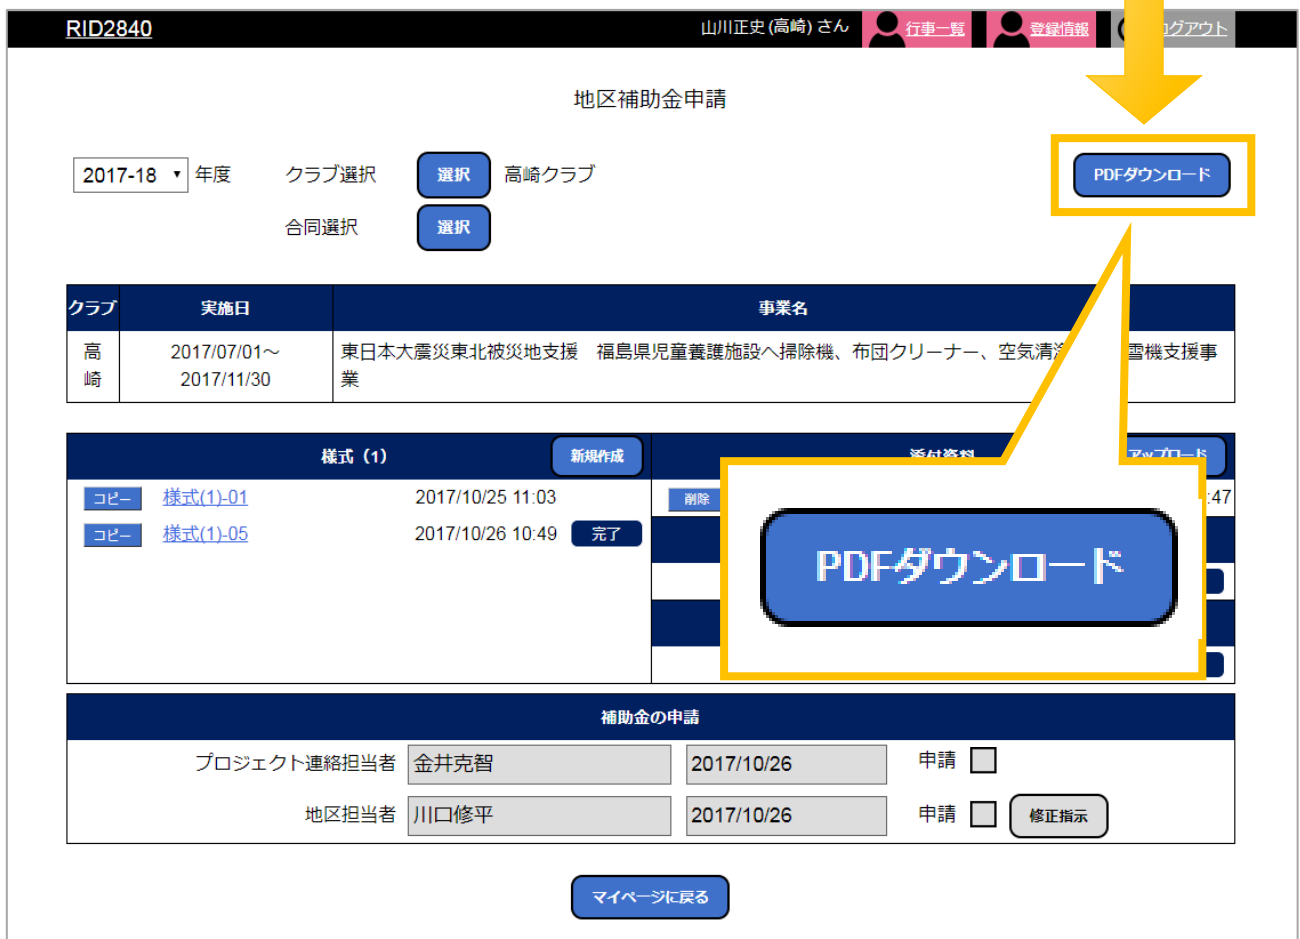 RID2840 山川正史 (高崎) さん 行事一覧 登録情報 ログアウト
地区補助金申請
2017-18 年度 クラブ選択 選択 高崎クラブ PDFダウンロード
合同選択 選択
クラブ 実施日 事業名
高崎 2017/07/01～ 東日本大震災東北被災地支援 福島県児童養護施設へ掃除機、布団クリーナー、空気清 雪機支援事
2017/11/30 業
様式（1） 新規作成 添付資料 アップロード
コピー 様式(1)-01 2017/10/25 11:03 削除 :47
コピー 様式(1)-05 2017/10/26 10:49 完了
PDFダウンロード
補助金の申請
プロジェクト連絡担当者 金井克智 2017/10/26 申請
地区担当者 川口修平 2017/10/26 申請 修正指示
マイページに戻る